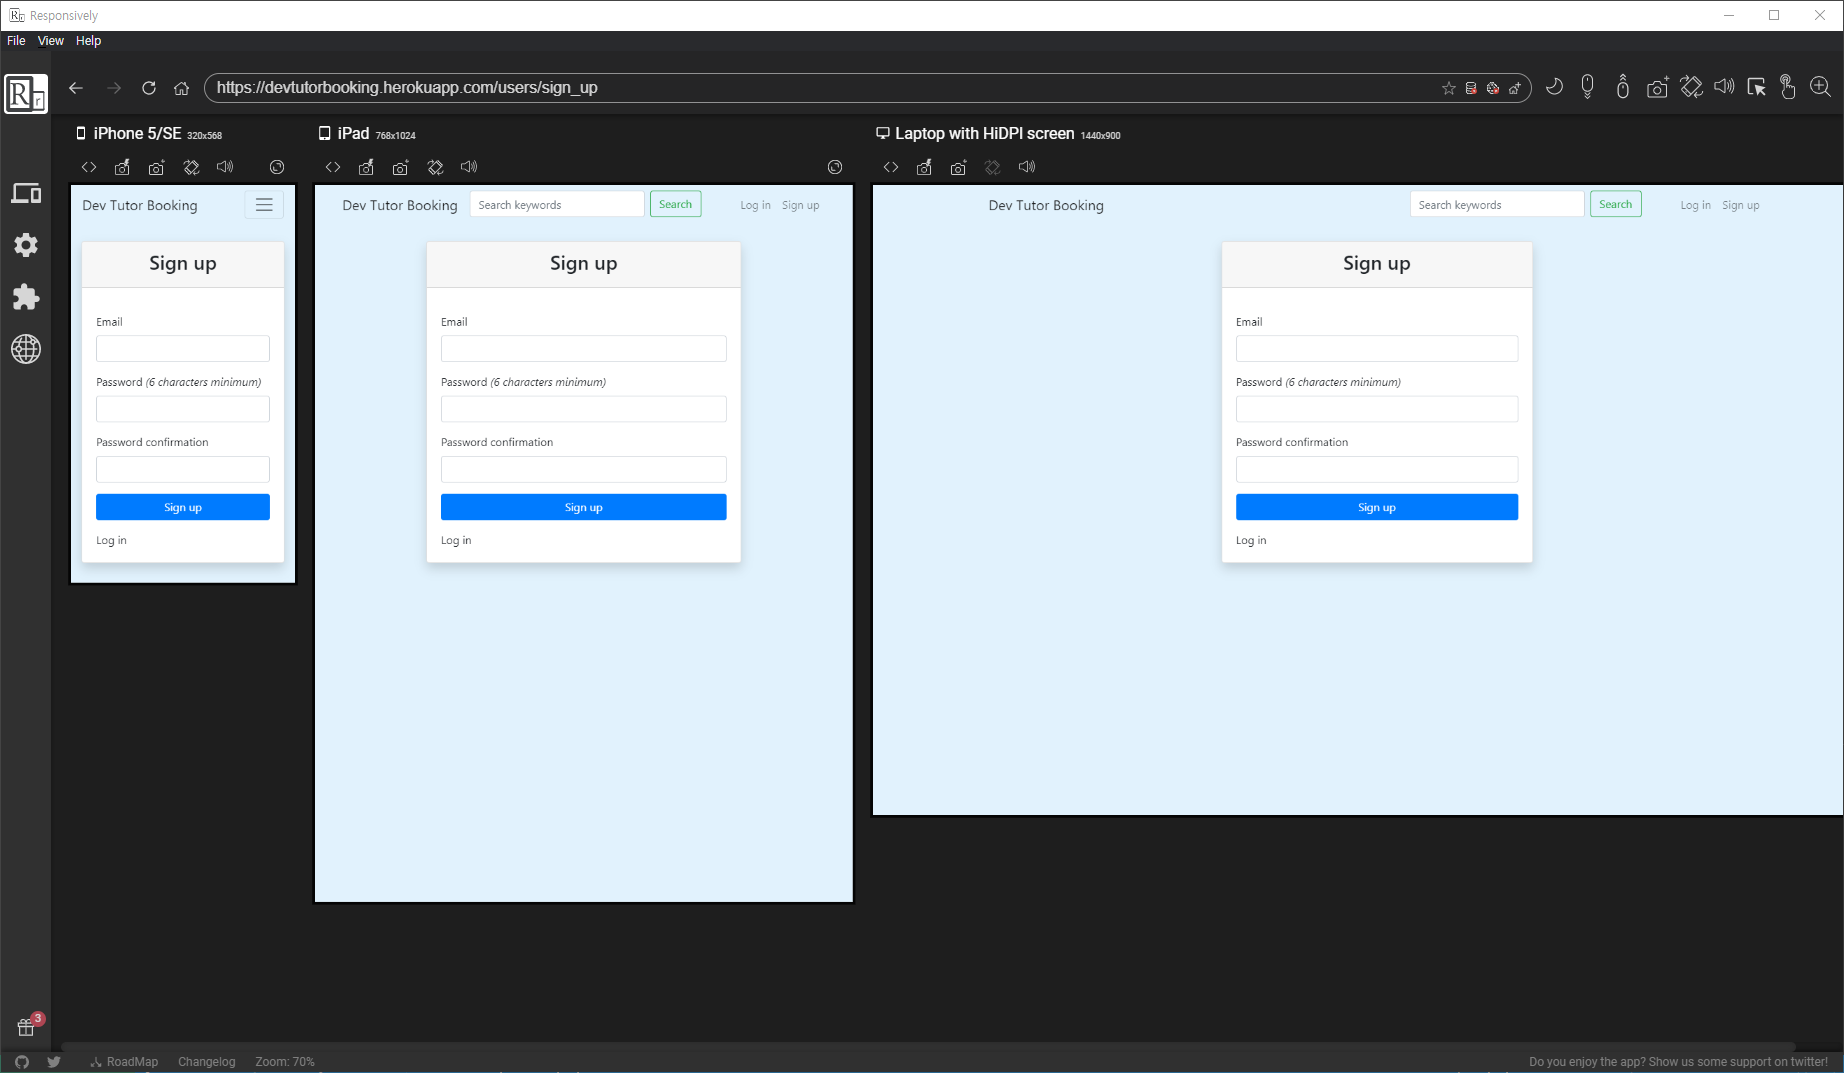 Responsively
File View Help
https://devtutorbooking.herokuapp.com/users/sign_up
iPhone 5/SE 320x568
Dev Tutor Booking
Sign up
Email
Password (6 characters minimum)
Password confirmation
Sign up
Log in
iPad 768x1024
Dev Tutor Booking Search keywords Search Log in Sign up
Sign up
Email
Password (6 characters minimum)
Password confirmation
Sign up
Log in
Laptop with HiDPI screen 1440x900
Dev Tutor Booking Search keywords Search Log in Sign up
Sign up
Email
Password (6 characters minimum)
Password confirmation
Sign up
Log in
3
RoadMap Changelog Zoom: 70% Do you enjoy the app? Show us some support on twitter!